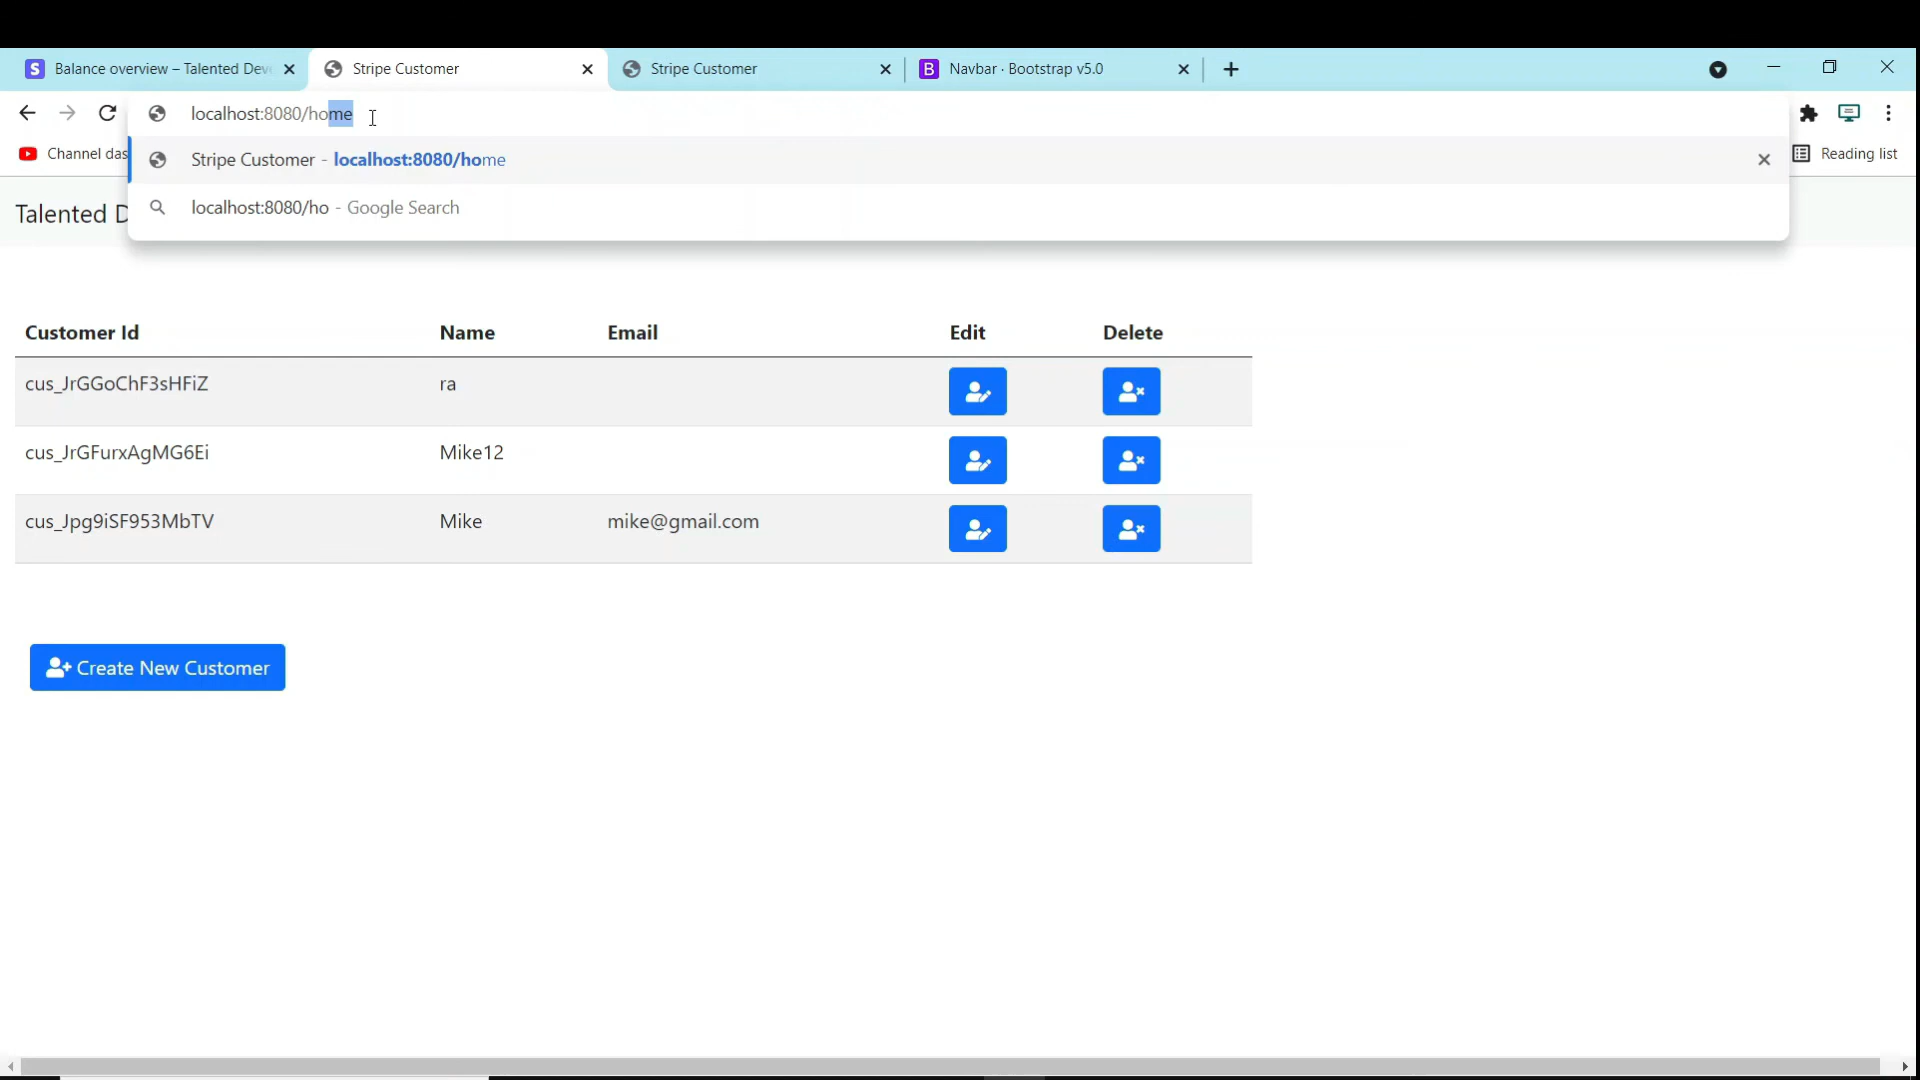 S Balance overview – Talented Dev
Stripe Customer
Stripe Customer
B Navbar · Bootstrap v5.0
localhost:8080/home
Channel das
Stripe Customer - localhost:8080/home
Reading list
localhost:8080/ho - Google Search
Talented D
Customer Id Name Email Edit Delete
cus_JrGGoChF3sHFiZ ra
cus_JrGFurxAgMG6Ei Mike12
cus_Jpg9iSF953MbTV Mike mike@gmail.com
Create New Customer